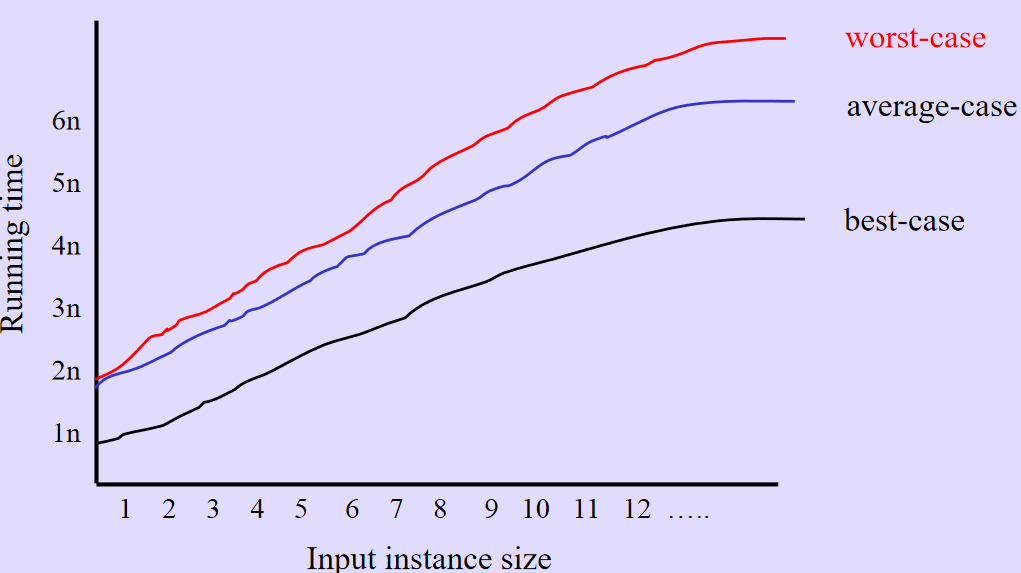 worst-case
average-case
best-case
6n
5n
4n
3n
2n
1n
Running time
1 2 3 4 5 6 7 8 9 10 11 12 .....
Input instance size